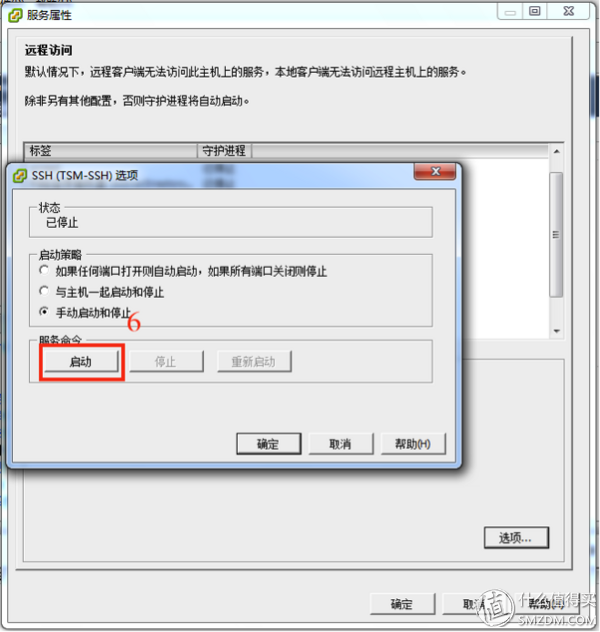 服务属性
远程访问
默认情况下，远程客户端无法访问此主机上的服务，本地客户端无法访问远程主机上的服务。
除非另有其他配置，否则守护进程将自动启动。
标签 守护进程
SSH (TSM-SSH) 选项
状态
已停止
启动策略
如果任何端口打开则自动启动，如果所有端口关闭则停止
与主机一起启动和停止
手动启动和停止
6
服务命令
启动 停止 重新启动
确定 取消 帮助(H)
选项...
确定 取消 帮助(H)
值 什么值得买
SMZDM.COM